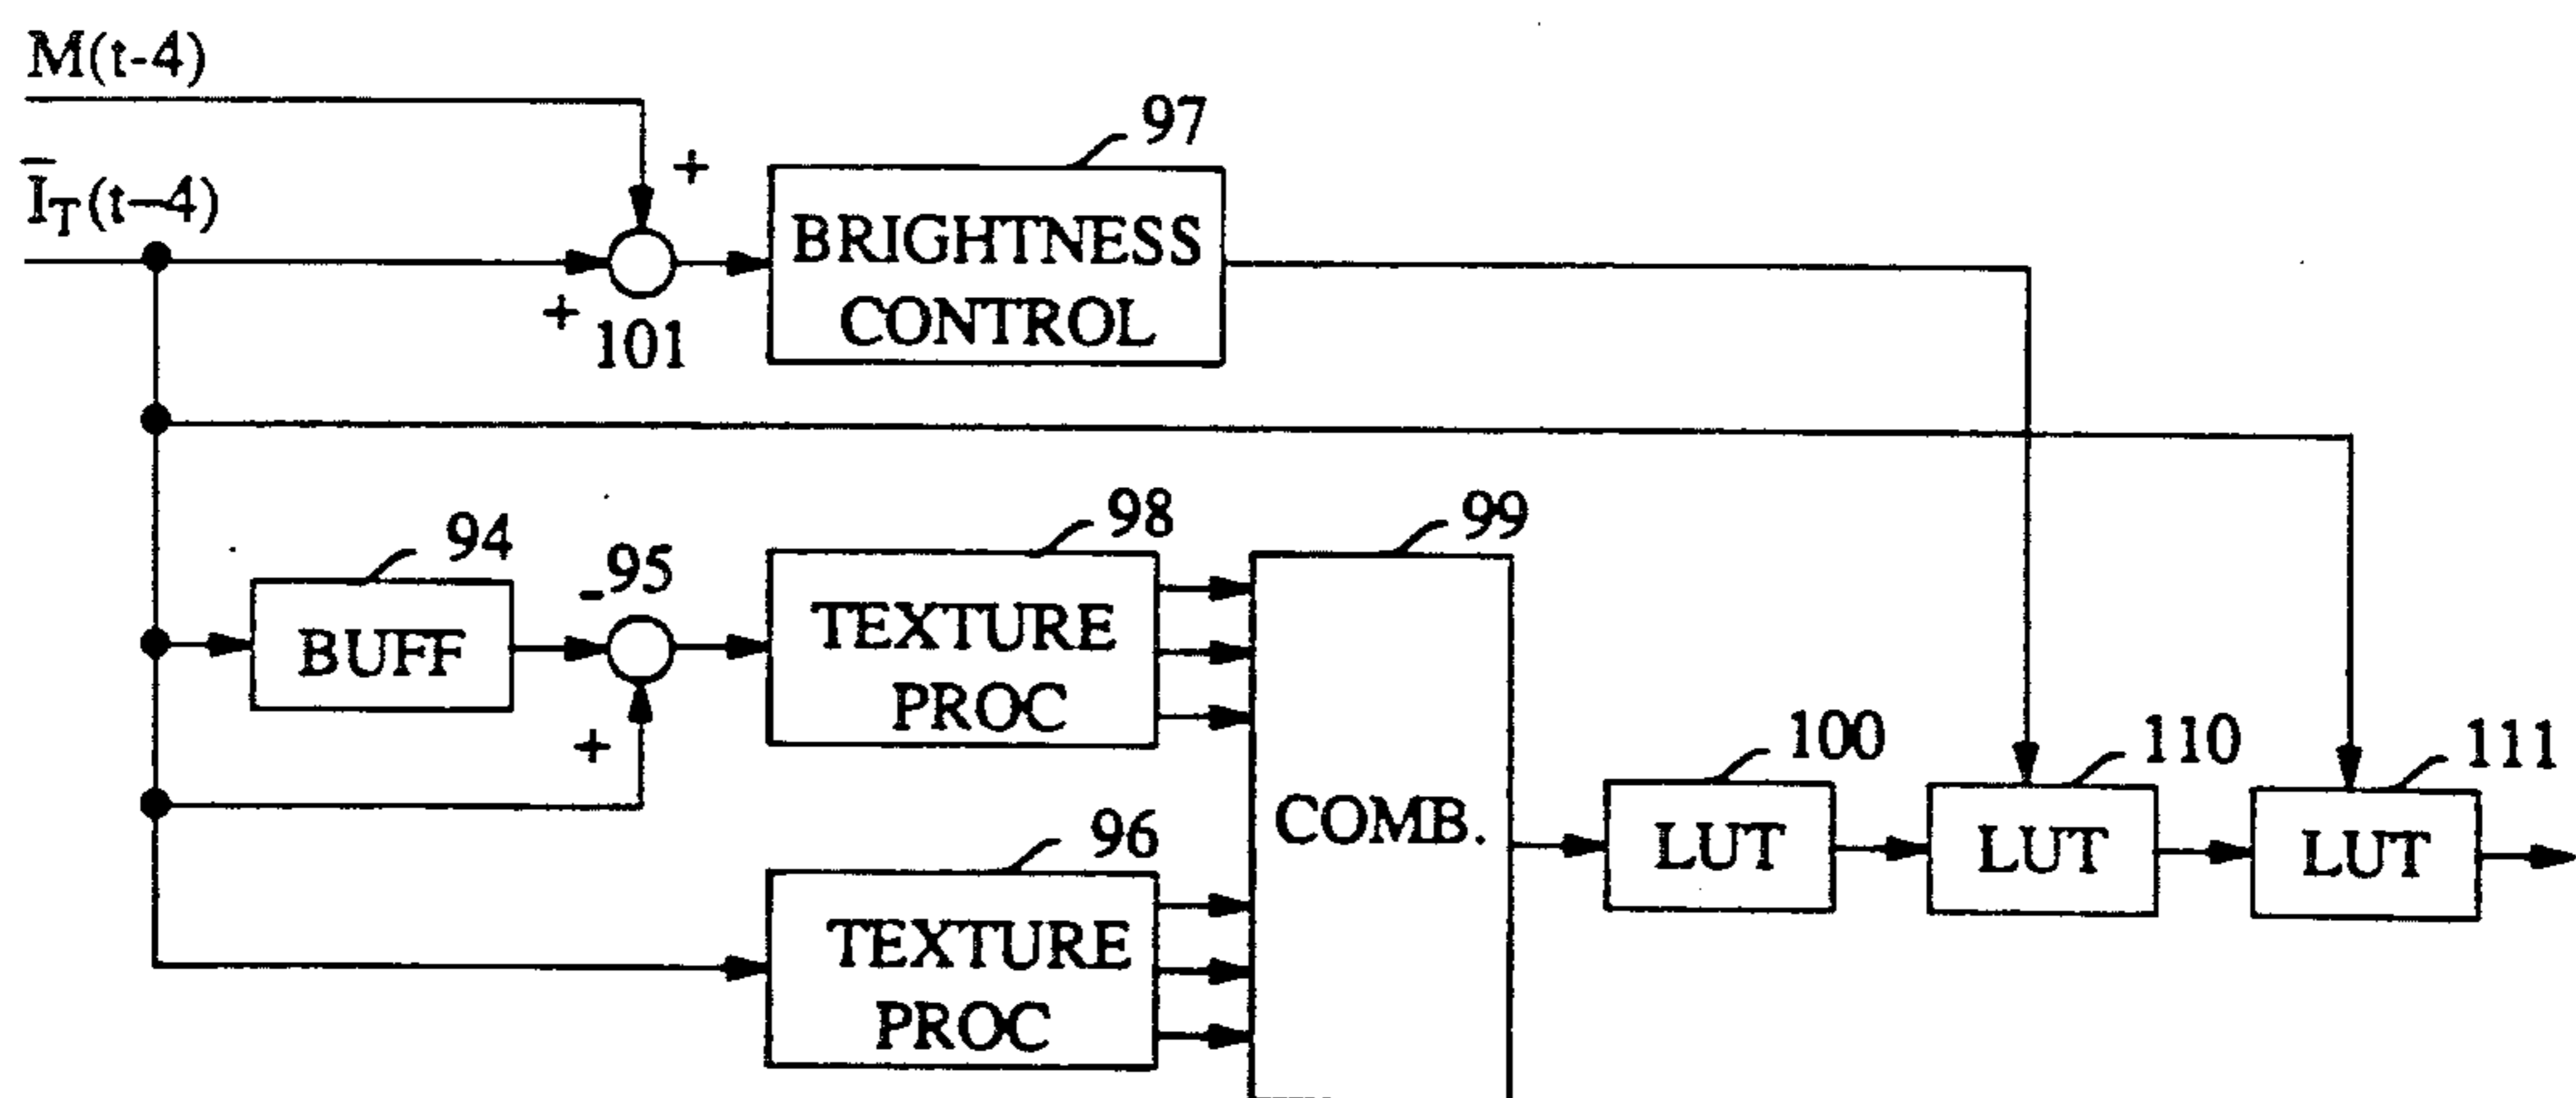 M(t-4)
97
+
I̅T(t–4)
BRIGHTNESS
CONTROL
+
101
94
-
95
98
99
BUFF
TEXTURE
PROC
+
100
110
111
96
COMB.
LUT
LUT
LUT
TEXTURE
PROC